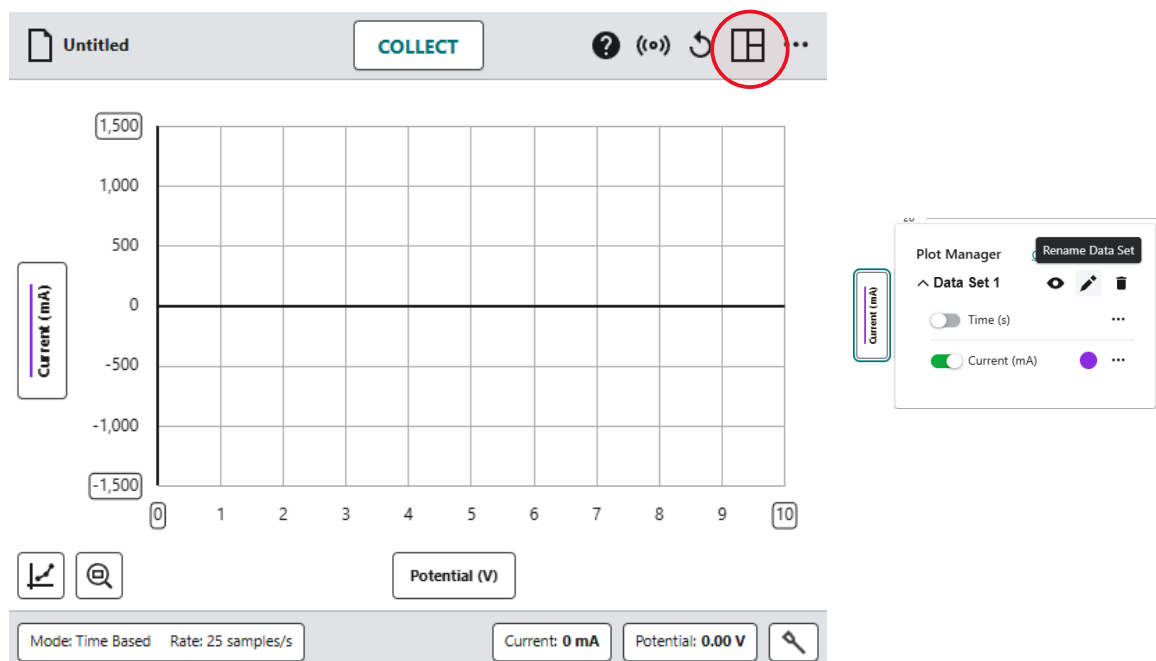 Untitled
COLLECT
1,500
1,000
500
0
-500
-1,000
-1,500
Current (mA)
0 1 2 3 4 5 6 7 8 9 10
Potential (V)
Mode: Time Based Rate: 25 samples/s
Current: 0 mA
Potential: 0.00 V
Plot Manager
Rename Data Set
Data Set 1
Time (s)
Current (mA)
Current (mA)